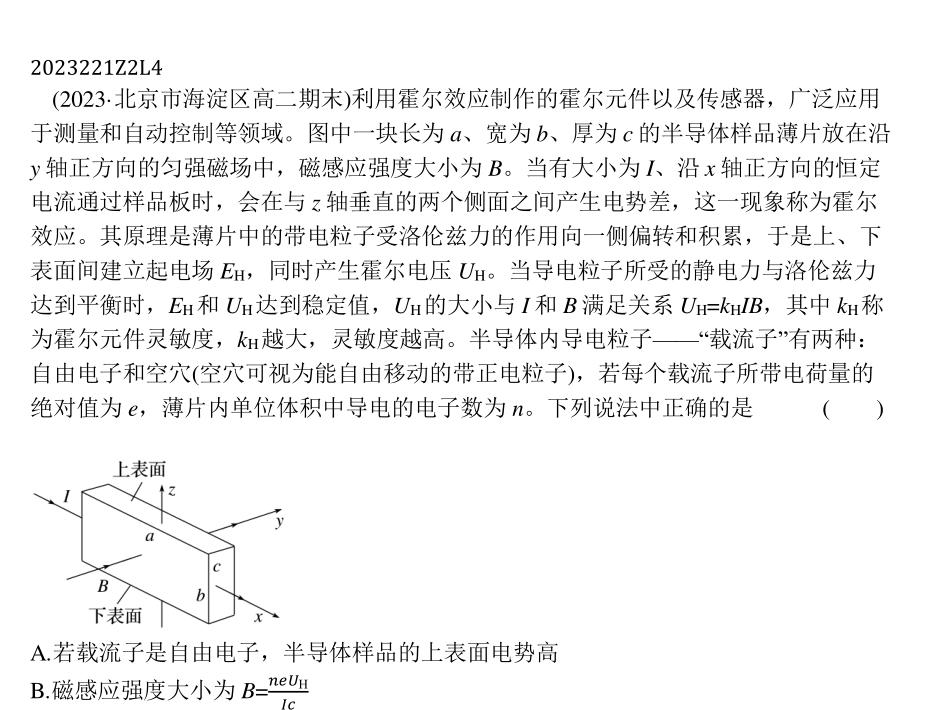 2023221Z2L4
(2023·北京市海淀区高二期末)利用霍尔效应制作的霍尔元件以及传感器，广泛应用
于测量和自动控制等领域。图中一块长为 a、宽为 b、厚为 c 的半导体样品薄片放在沿
y 轴正方向的匀强磁场中，磁感应强度大小为 B。当有大小为 I、沿 x 轴正方向的恒定
电流通过样品板时，会在与 z 轴垂直的两个侧面之间产生电势差，这一现象称为霍尔
效应。其原理是薄片中的带电粒子受洛伦兹力的作用向一侧偏转和积累，于是上、下
表面间建立起电场 E_H，同时产生霍尔电压 U_H。当导电粒子所受的静电力与洛伦兹力
达到平衡时，E_H 和 U_H 达到稳定值，U_H 的大小与 I 和 B 满足关系 U_H=k_HIB，其中 k_H 称
为霍尔元件灵敏度，k_H 越大，灵敏度越高。半导体内导电粒子——“载流子”有两种：
自由电子和空穴(空穴可视为能自由移动的带正电粒子)，若每个载流子所带电荷量的
绝对值为 e，薄片内单位体积中导电的电子数为 n。下列说法中正确的是 ( )
上表面
I
z
y
a
c
B
b
下表面
x
A.若载流子是自由电子，半导体样品的上表面电势高
B.磁感应强度大小为 B=\frac{neU_H}{Ic}